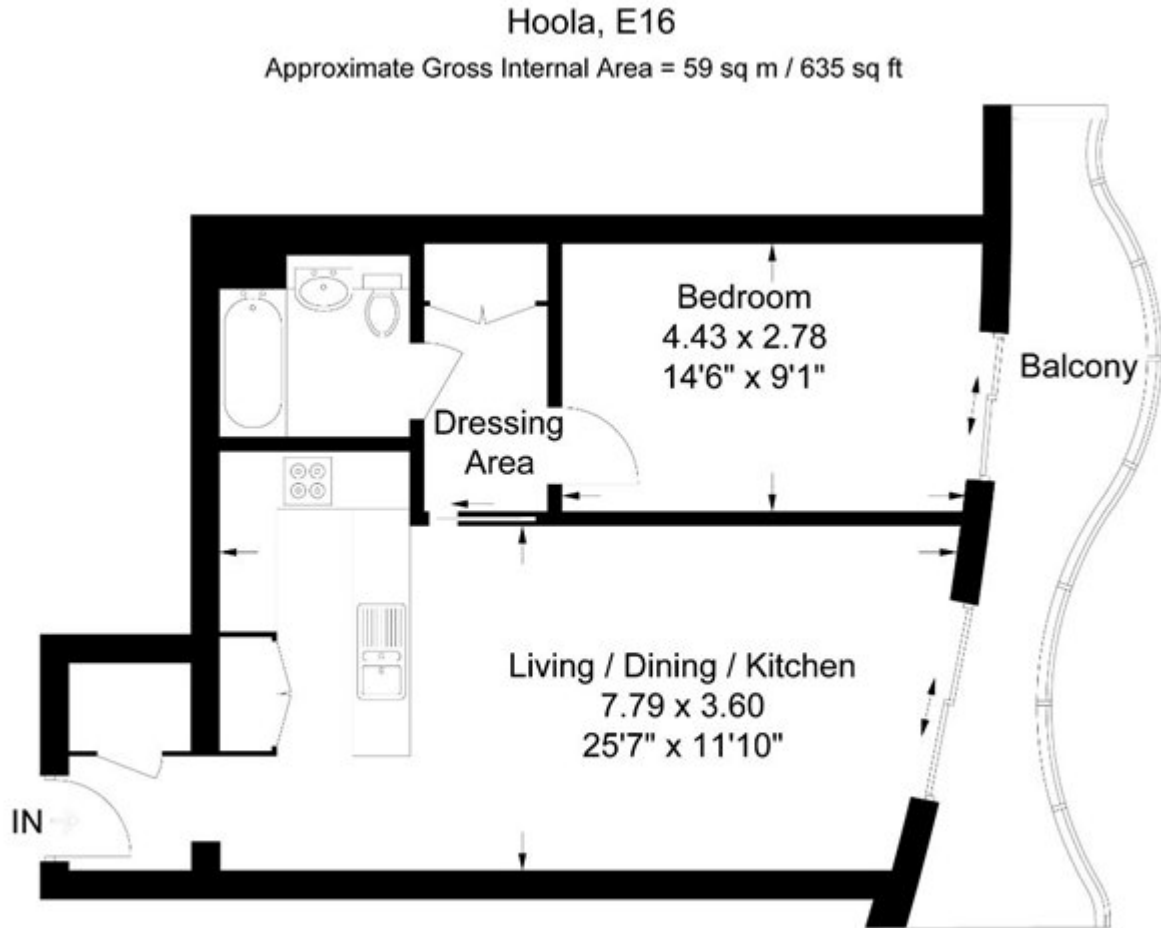 Hoola, E16
Approximate Gross Internal Area = 59 sq m / 635 sq ft
Bedroom
4.43 x 2.78
14'6" x 9'1"
Balcony
Dressing
Area
Living / Dining / Kitchen
7.79 x 3.60
25'7" x 11'10"
IN